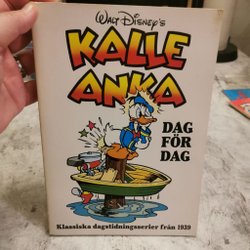 WALT DISNEY'S
KALLE
ANKA
DAG
FÖR
DAG
Klassiska dagstidningsserier från 1939